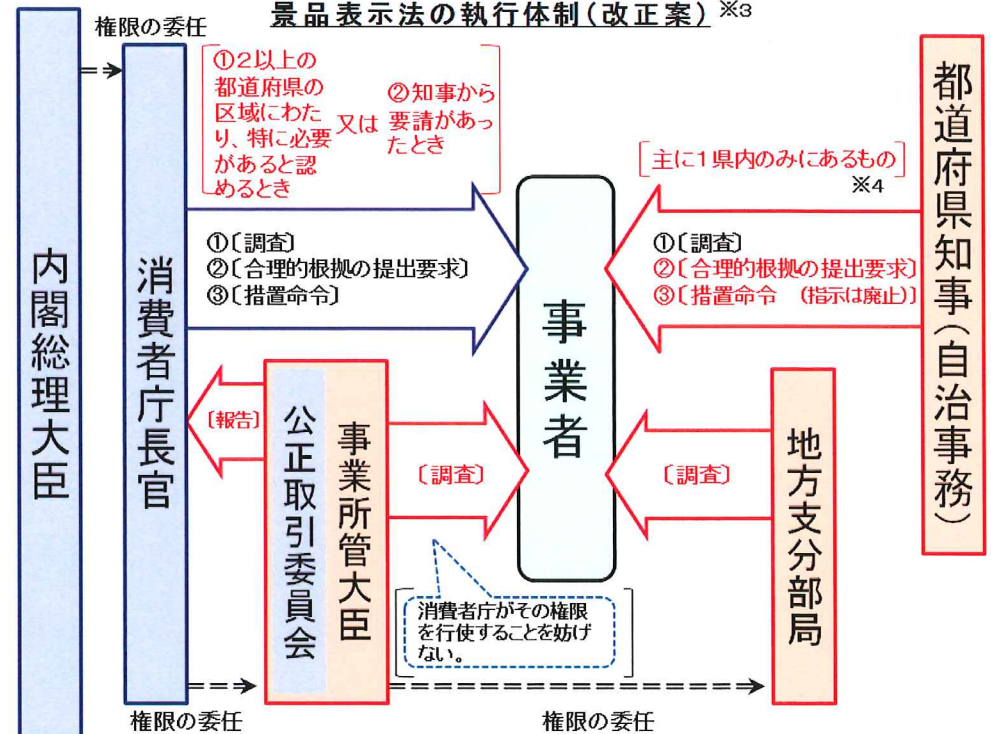 景品表示法の執行体制(改正案) ※3
権限の委任
内閣総理大臣
消費者庁長官
①2以上の
都道府県の
区域にわた
り、特に必要
があると認
めるとき
又は
②知事から
要請があっ
たとき
①〔調査〕
②〔合理的根拠の提出要求〕
③〔措置命令〕
事業者
[主に1県内のみにあるもの]
※4
①〔調査〕
②〔合理的根拠の提出要求〕
③〔措置命令 (指示は廃止)〕
都道府県知事(自治事務)
〔報告〕
公正取引委員会
事業所管大臣
〔調査〕
〔調査〕
地方支分部局
消費者庁がその権限
を行使することを妨げ
ない。
権限の委任
権限の委任